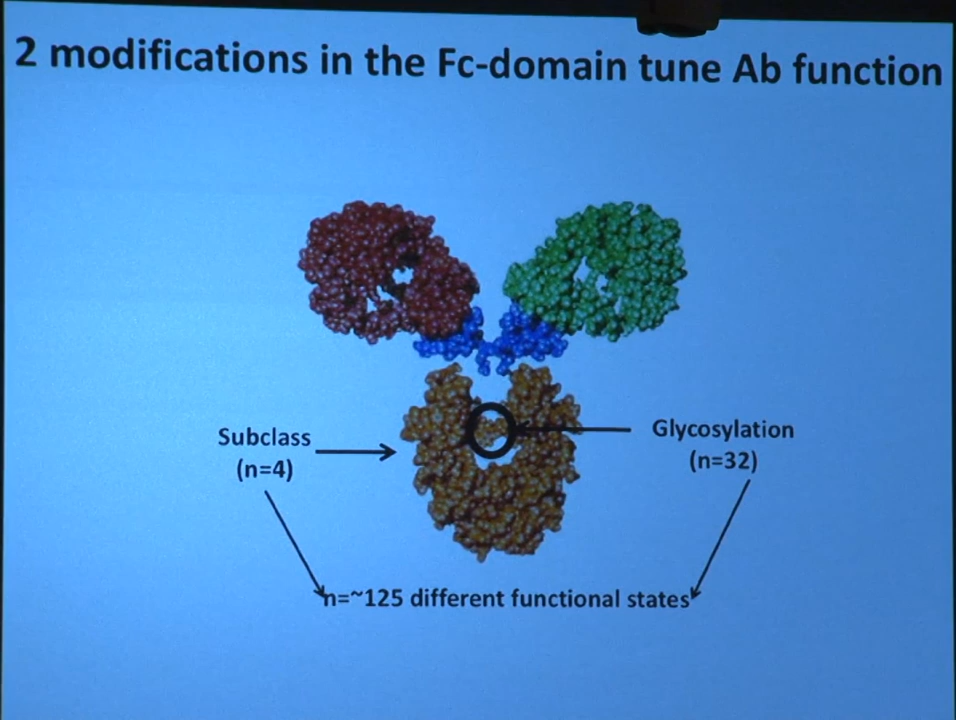 2 modifications in the Fc-domain tune Ab function
Subclass
(n=4)
Glycosylation
(n=32)
n=~125 different functional states